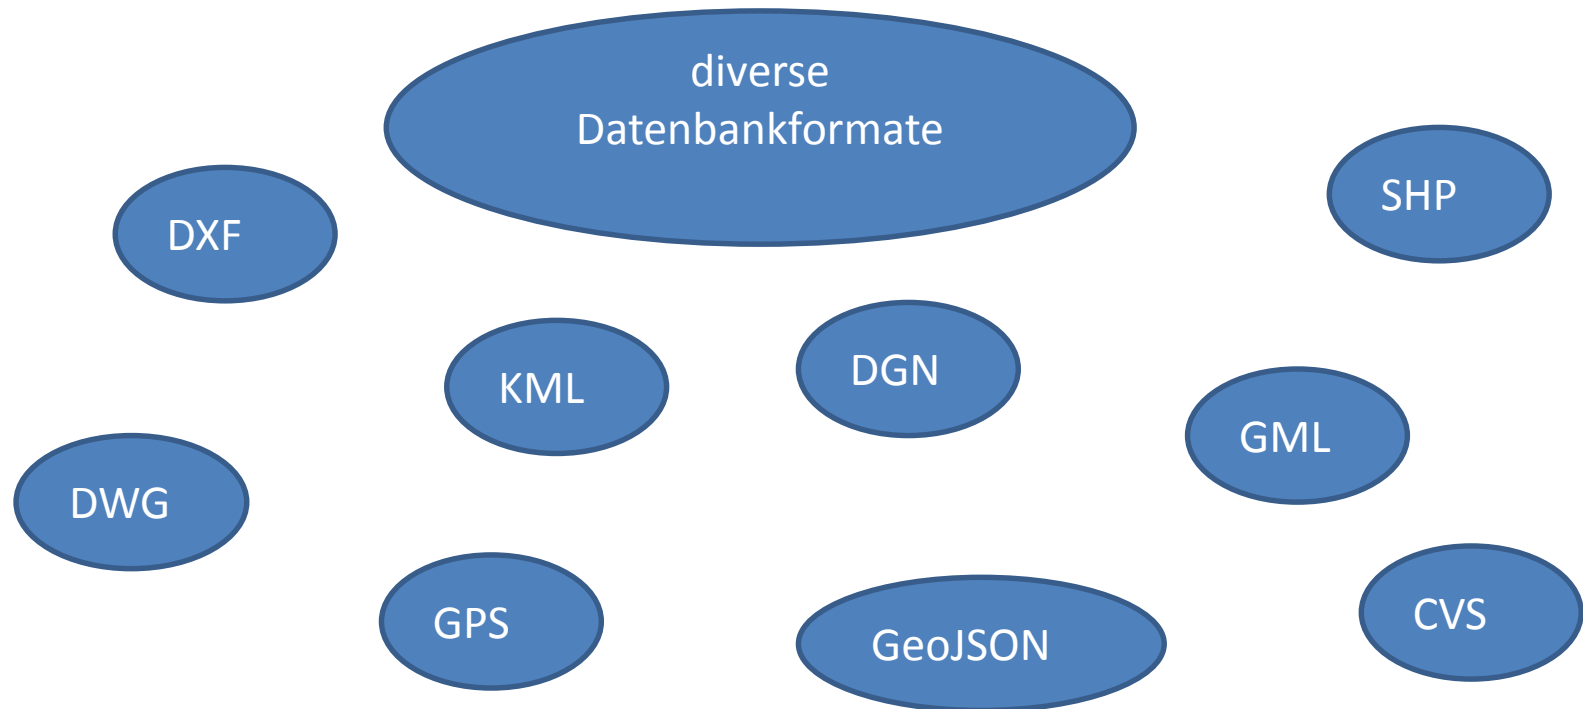 diverse
Datenbankformate
SHP
DXF
DGN
KML
GML
DWG
GPS
CVS
GeoJSON